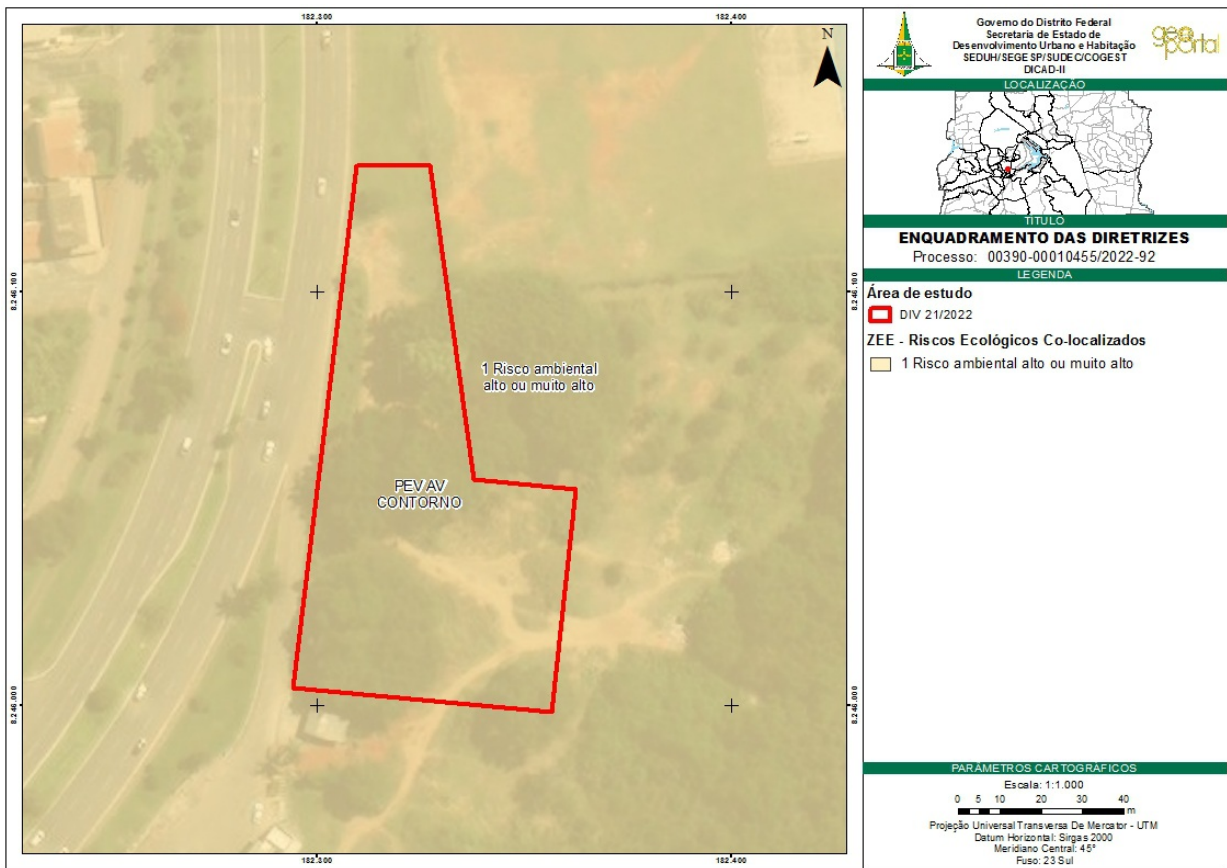 182.300
182.400
N
8.246.100
8.246.100
1 Risco ambiental
alto ou muito alto
PEV AV
CONTORNO
8.246.000
8.246.000
182.300
182.400
Governo do Distrito Federal
Secretaria de Estado de
Desenvolvimento Urbano e Habitação
SEDUH/SEGESP/SUDEC/COGEST
DICAD-II
geo
portal
LOCALIZAÇÃO
TÍTULO
ENQUADRAMENTO DAS DIRETRIZES
Processo: 00390-00010455/2022-92
LEGENDA
Área de estudo
DIV 21/2022
ZEE - Riscos Ecológicos Co-localizados
1 Risco ambiental alto ou muito alto
PARÂMETROS CARTOGRÁFICOS
Escala: 1:1.000
0 5 10 20 30 40
m
Projeção Universal Transversa De Mercator - UTM
Datum Horizontal: Sirgas 2000
Meridiano Central: 45°
Fuso: 23 Sul